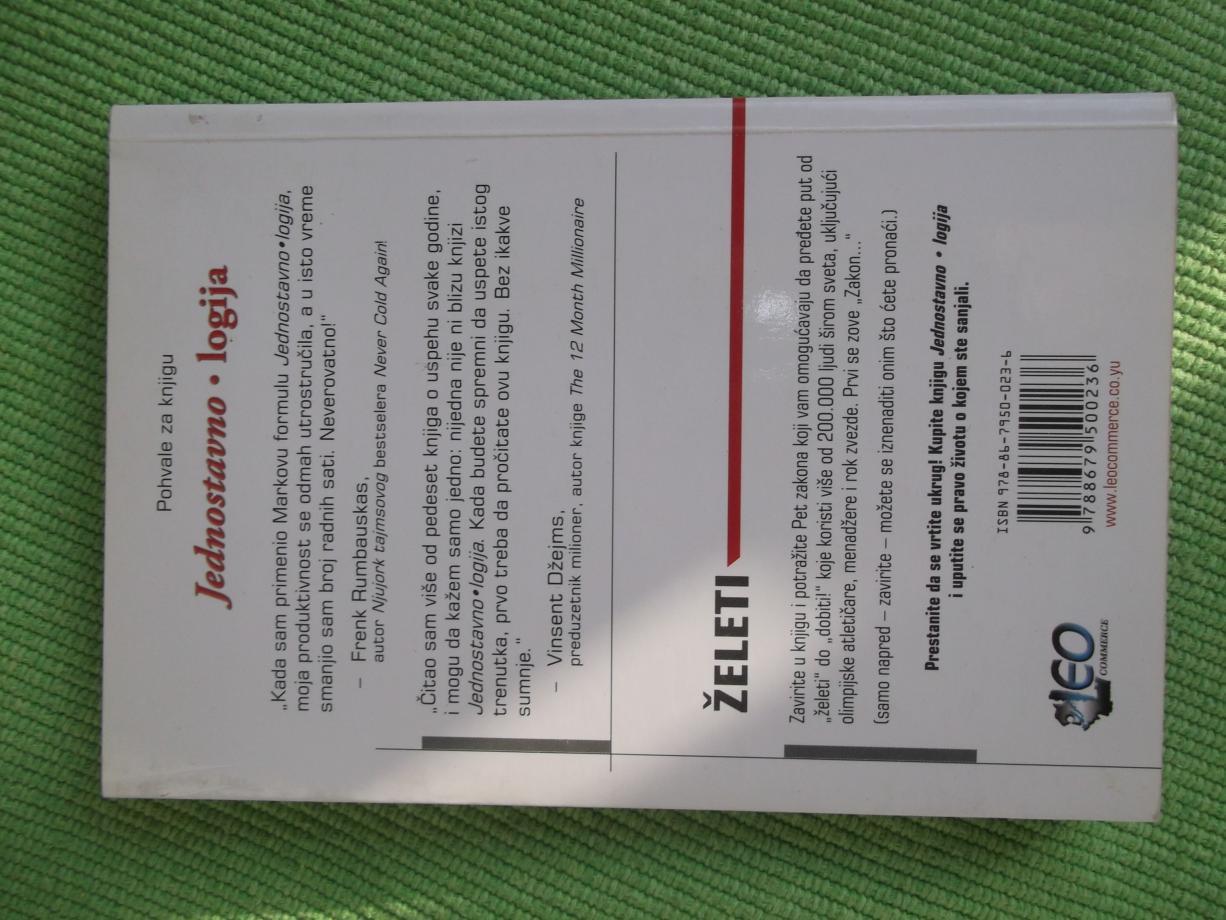 Pohvale za knjigu
Jednostavno • logija
„Kada sam primenio Markovu formulu Jednostavno•logija,
moja produktivnost se odmah utrostručila, a u isto vreme
smanjio sam broj radnih sati. Neverovatno!“
– Frenk Rumbauskas,
autor Njujork tajmsovog bestselera Never Cold Again!
„Čitao sam više od pedeset knjiga o uspehu svake godine,
i mogu da kažem samo jedno: nijedna nije ni blizu knjizi
Jednostavno•logija. Kada budete spremni da uspete istog
trenutka, prvo treba da pročitate ovu knjigu. Bez ikakve
sumnje.“
– Vinsent Džejms,
preduzetnik milioner, autor knjige The 12 Month Millionaire
ŽELETI
Zavirite u knjigu i potražite Pet zakona koji vam omogućavaju da pređete put od
„želeti“ do „dobiti!“ koje koristi više od 200.000 ljudi širom sveta, uključujući
olimpijske atletičare, menadžere i rok zvezde. Prvi se zove „Zakon...“
(samo napred – zavirite – možete se iznenaditi onim što ćete pronaći.)
Prestanite da se vrtite ukrug! Kupite knjigu Jednostavno • logija
i uputite se pravo životu o kojem ste sanjali.
LEO
COMMERCE
ISBN 978-86-7950-023-6
9 788679 500236
www.leocommerce.co.yu